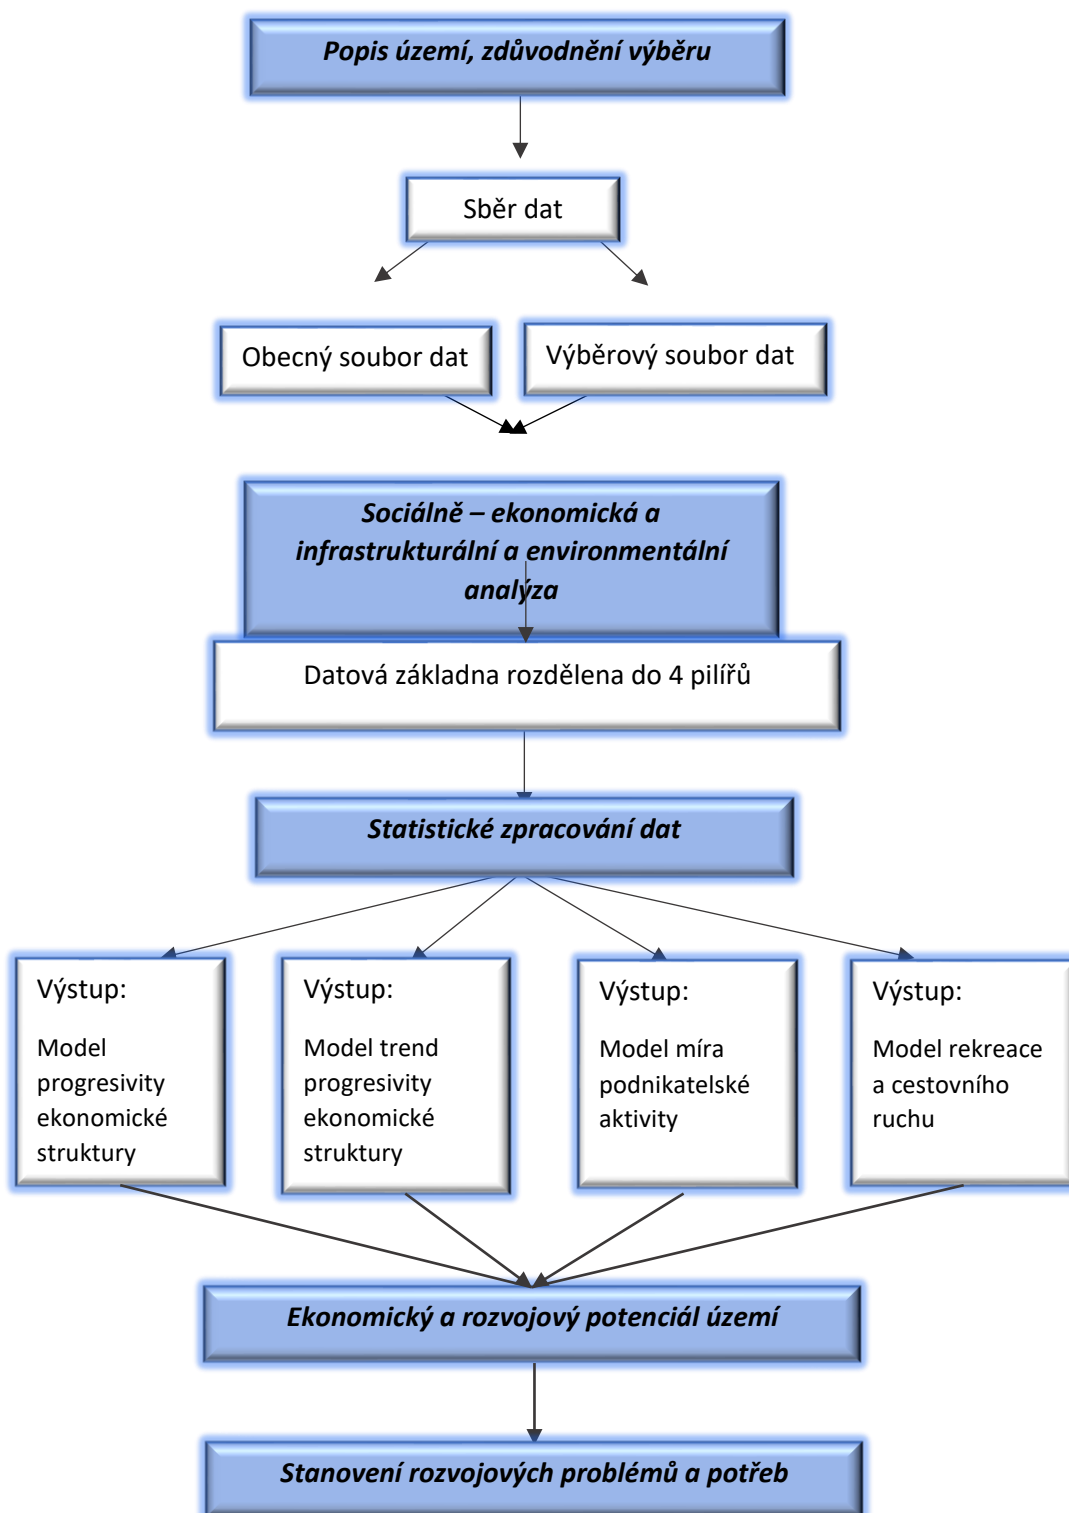 Popis území, zdůvodnění výběru
Sběr dat
Obecný soubor dat
Výběrový soubor dat
Sociálně – ekonomická a
infrastrukturální a environmentální
analýza
Datová základna rozdělena do 4 pilířů
Statistické zpracování dat
Výstup:
Model
progresivity
ekonomické
struktury
Výstup:
Model trend
progresivity
ekonomické
struktury
Výstup:
Model míra
podnikatelské
aktivity
Výstup:
Model rekreace
a cestovního
ruchu
Ekonomický a rozvojový potenciál území
Stanovení rozvojových problémů a potřeb